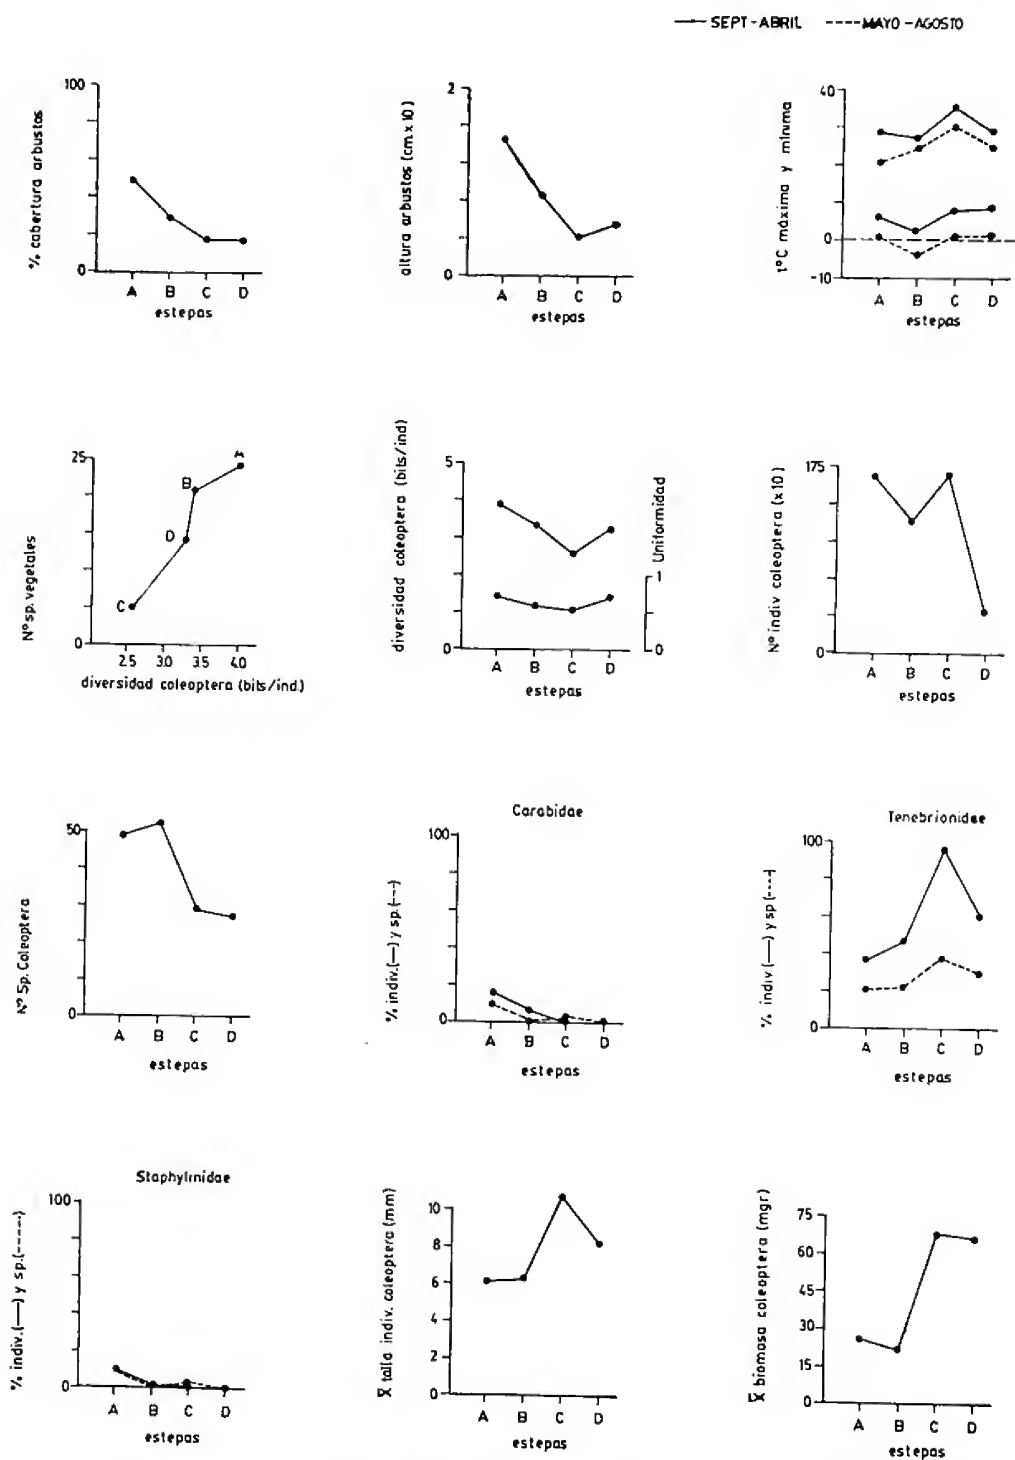 SEPT-ABRIL MAYO-AGOSTO
% cobertura arbustos
100
0
A B C D
estepas
altura arbustos (cm.x10)
2
0
A B C D
estepas
t°C máxima y mínima
40
20
0
-10
A B C D
estepas
N° sp. vegetales
25
0
A
B
D
C
2.5 3.0 3.5 4.0
diversidad coleoptera (bits/ind.)
diversidad coleoptera (bits/ind)
5
0
Uniformidad
1
0
A B C D
estepas
N° indiv coleoptera (x10)
175
0
A B C D
estepas
N° Sp. Coleoptera
50
0
A B C D
estepas
Carabidae
% indiv.(—) y sp.(---)
100
0
A B C D
estepas
Tenebrionidae
% indiv (—) y sp (----)
100
0
A B C D
estepas
Staphylinidae
% indiv.(—) y sp.(-----)
100
0
A B C D
estepas
X̄ talla indiv. coleoptera (mm)
10
8
6
4
2
0
A B C D
estepas
X̄ biomasa coleoptera (mgr)
75
60
45
30
15
0
A B C D
estepas